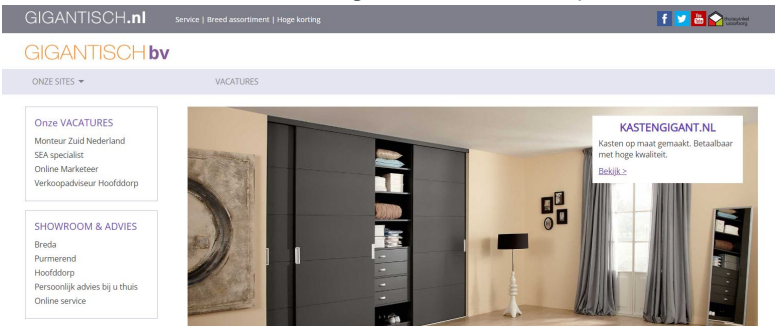 GIGANTISCH.nl Service | Breed assortiment | Hoge korting
GIGANTISCH bv
ONZE SITES VACATURES
Onze VACATURES
Monteur Zuid Nederland
SEA specialist
Online Marketeer
Verkoopadviseur Hoofddorp
SHOWROOM & ADVIES
Breda
Purmerend
Hoofddorp
Persoonlijk advies bij u thuis
Online service
KASTENGIGANT.NL
Kasten op maat gemaakt. Betaalbaar
met hoge kwaliteit.
Bekijk >